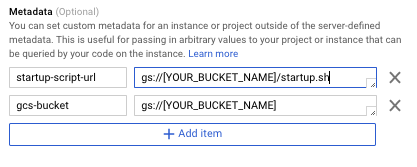 Metadata (Optional)
You can set custom metadata for an instance or project outside of the server-defined
metadata. This is useful for passing in arbitrary values to your project or instance that
can be queried by your code on the instance. Learn more
startup-script-url gs://[YOUR_BUCKET_NAME]/startup.sh
gcs-bucket gs://[YOUR_BUCKET_NAME]
+ Add item